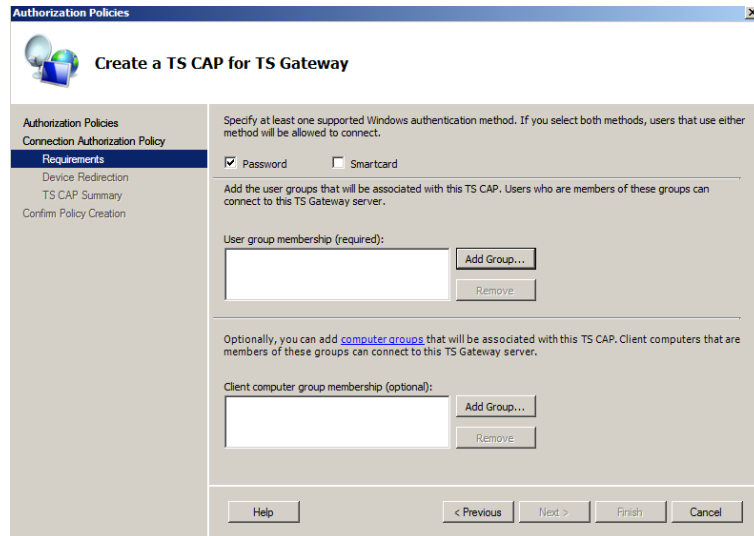 Authorization Policies
Create a TS CAP for TS Gateway
Authorization Policies
Connection Authorization Policy
Requirements
Device Redirection
TS CAP Summary
Confirm Policy Creation
Specify at least one supported Windows authentication method. If you select both methods, users that use either
method will be allowed to connect.
Password
Smartcard
Add the user groups that will be associated with this TS CAP. Users who are members of these groups can
connect to this TS Gateway server.
User group membership (required):
Add Group...
Remove
Optionally, you can add computer groups that will be associated with this TS CAP. Client computers that are
members of these groups can connect to this TS Gateway server.
Client computer group membership (optional):
Add Group...
Remove
Help
< Previous
Next >
Finish
Cancel